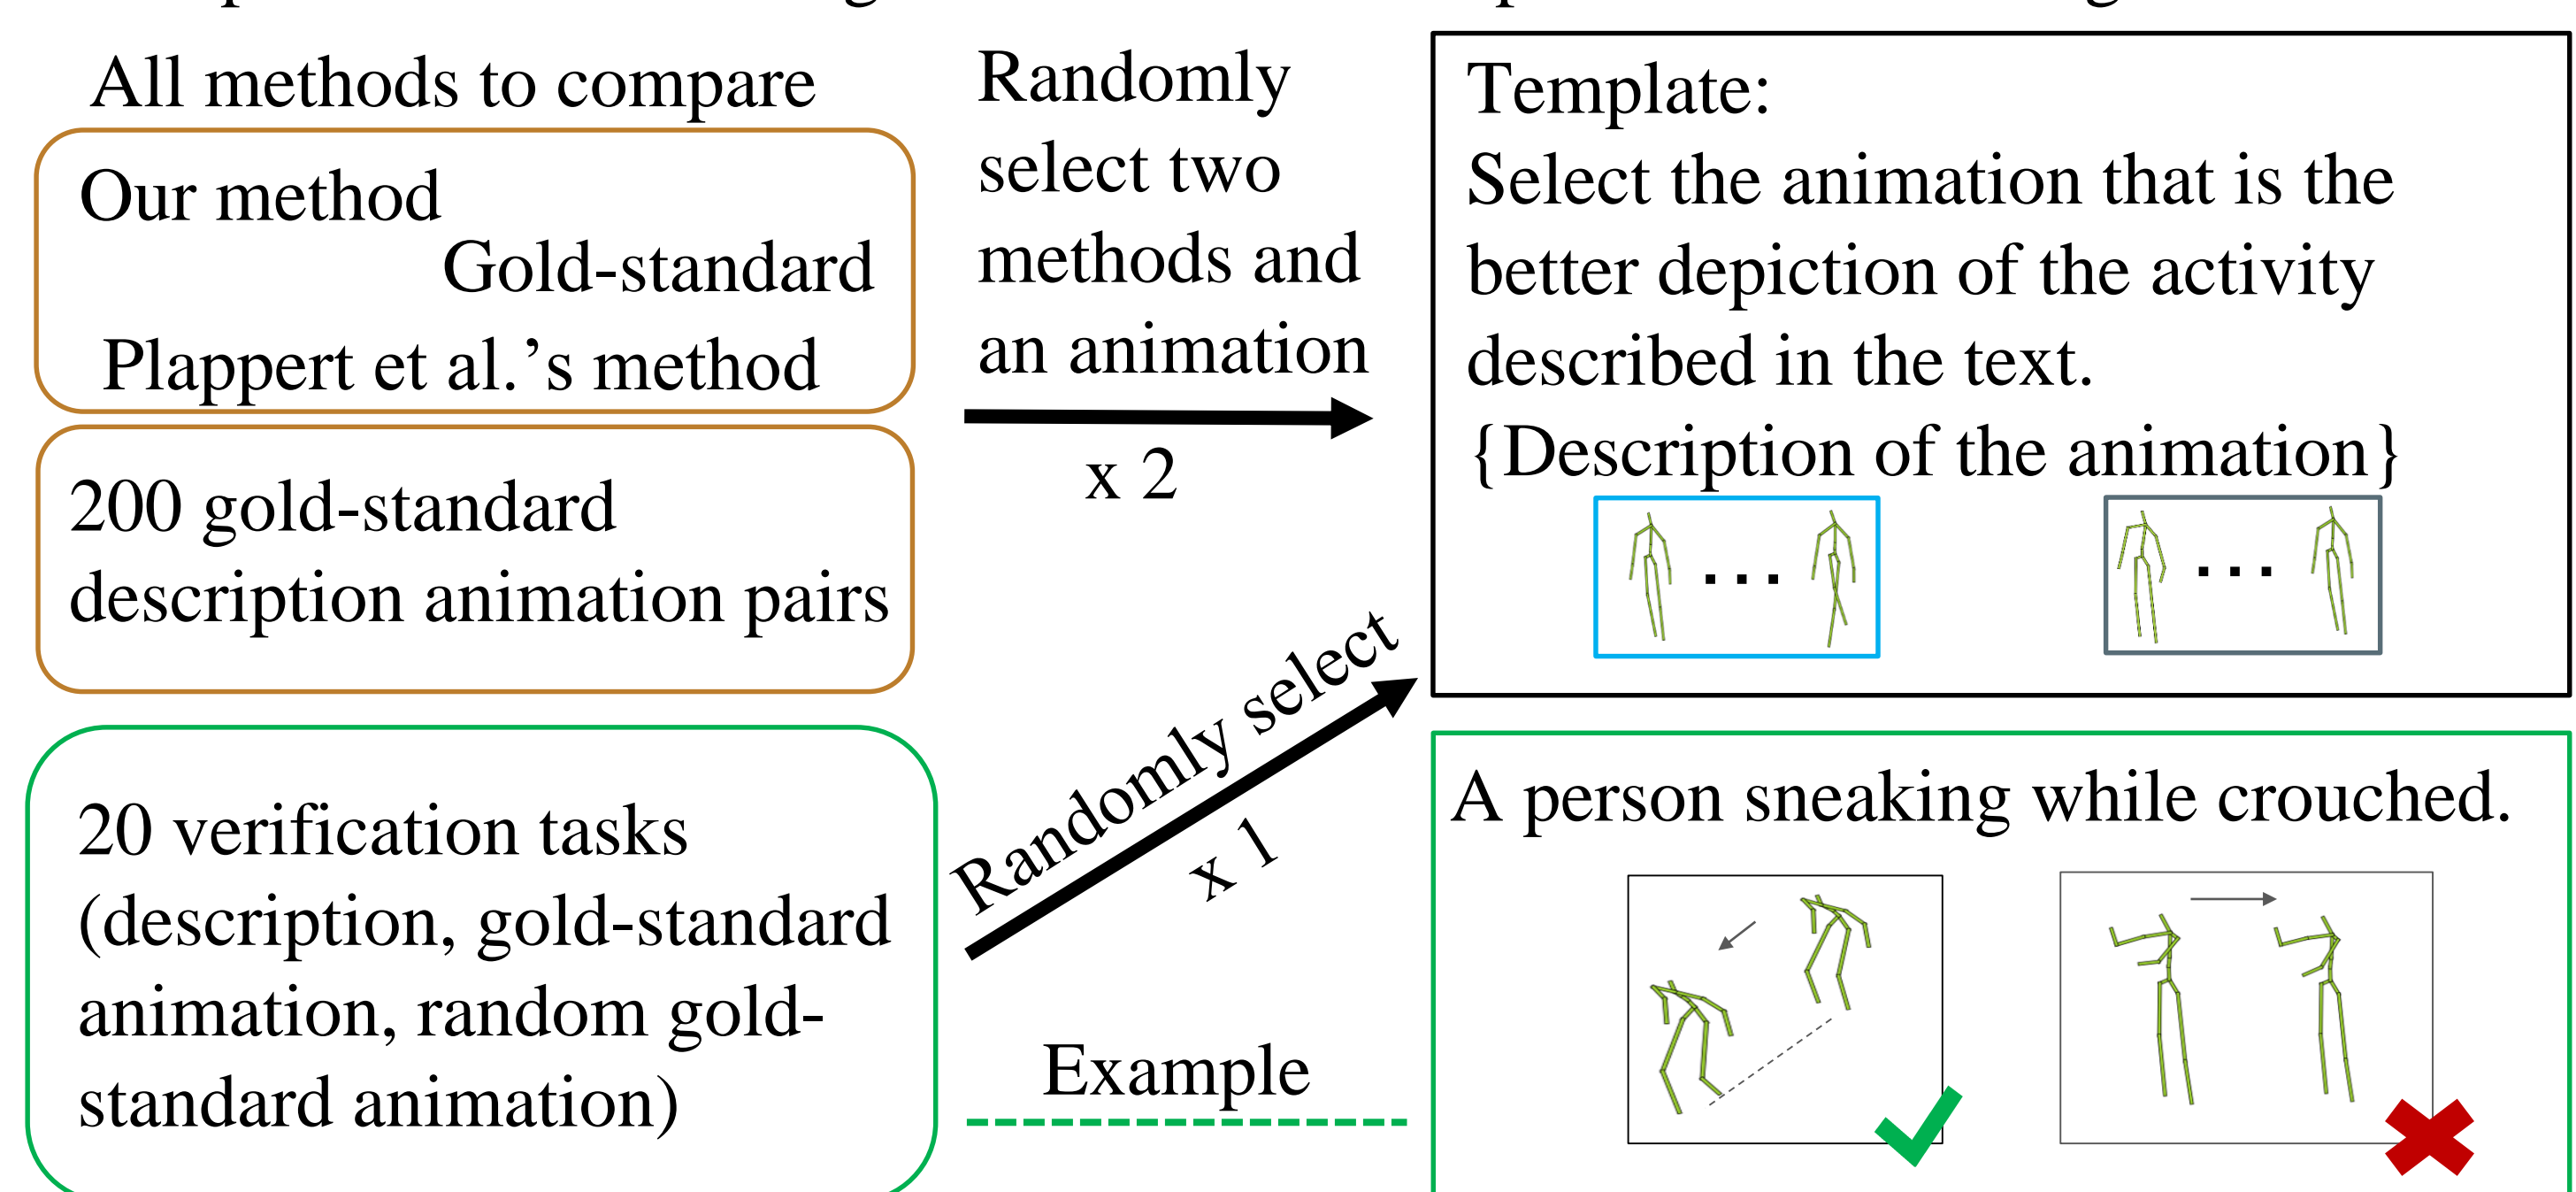 All methods to compare
Our method
Gold-standard
Plappert et al.’s method
200 gold-standard
description animation pairs
20 verification tasks
(description, gold-standard
animation, random gold-
standard animation)
Randomly
select two
methods and
an animation
x 2
Randomly select
x 1
Example
Template:
Select the animation that is the
better depiction of the activity
described in the text.
{Description of the animation}
...
...
A person sneaking while crouched.